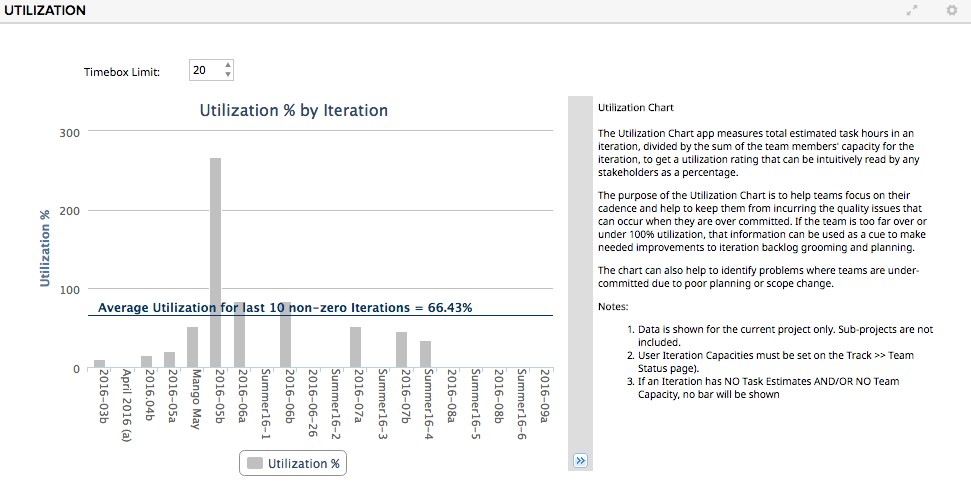 UTILIZATION
Timebox Limit: 20
Utilization % by Iteration
Utilization %
300
200
100
0
Average Utilization for last 10 non-zero Iterations = 66.43%
2016-03b
April 2016 (a)
2016.04b
2016-05a
Mango May
2016-05b
2016-06a
Summer16-1
2016-06b
2016-06-26
Summer16-2
2016-07a
Summer16-3
2016-07b
Summer16-4
2016-08a
Summer16-5
2016-08b
Summer16-6
2016-09a
Utilization %
Utilization Chart
The Utilization Chart app measures total estimated task hours in an
iteration, divided by the sum of the team members' capacity for the
iteration, to get a utilization rating that can be intuitively read by any
stakeholders as a percentage.
The purpose of the Utilization Chart is to help teams focus on their
cadence and help to keep them from incurring the quality issues that
can occur when they are over committed. If the team is too far over or
under 100% utilization, that information can be used as a cue to make
needed improvements to iteration backlog grooming and planning.
The chart can also help to identify problems where teams are under-
committed due to poor planning or scope change.
Notes:
1. Data is shown for the current project only. Sub-projects are not
included.
2. User Iteration Capacities must be set on the Track >> Team
Status page).
3. If an Iteration has NO Task Estimates AND/OR NO Team
Capacity, no bar will be shown